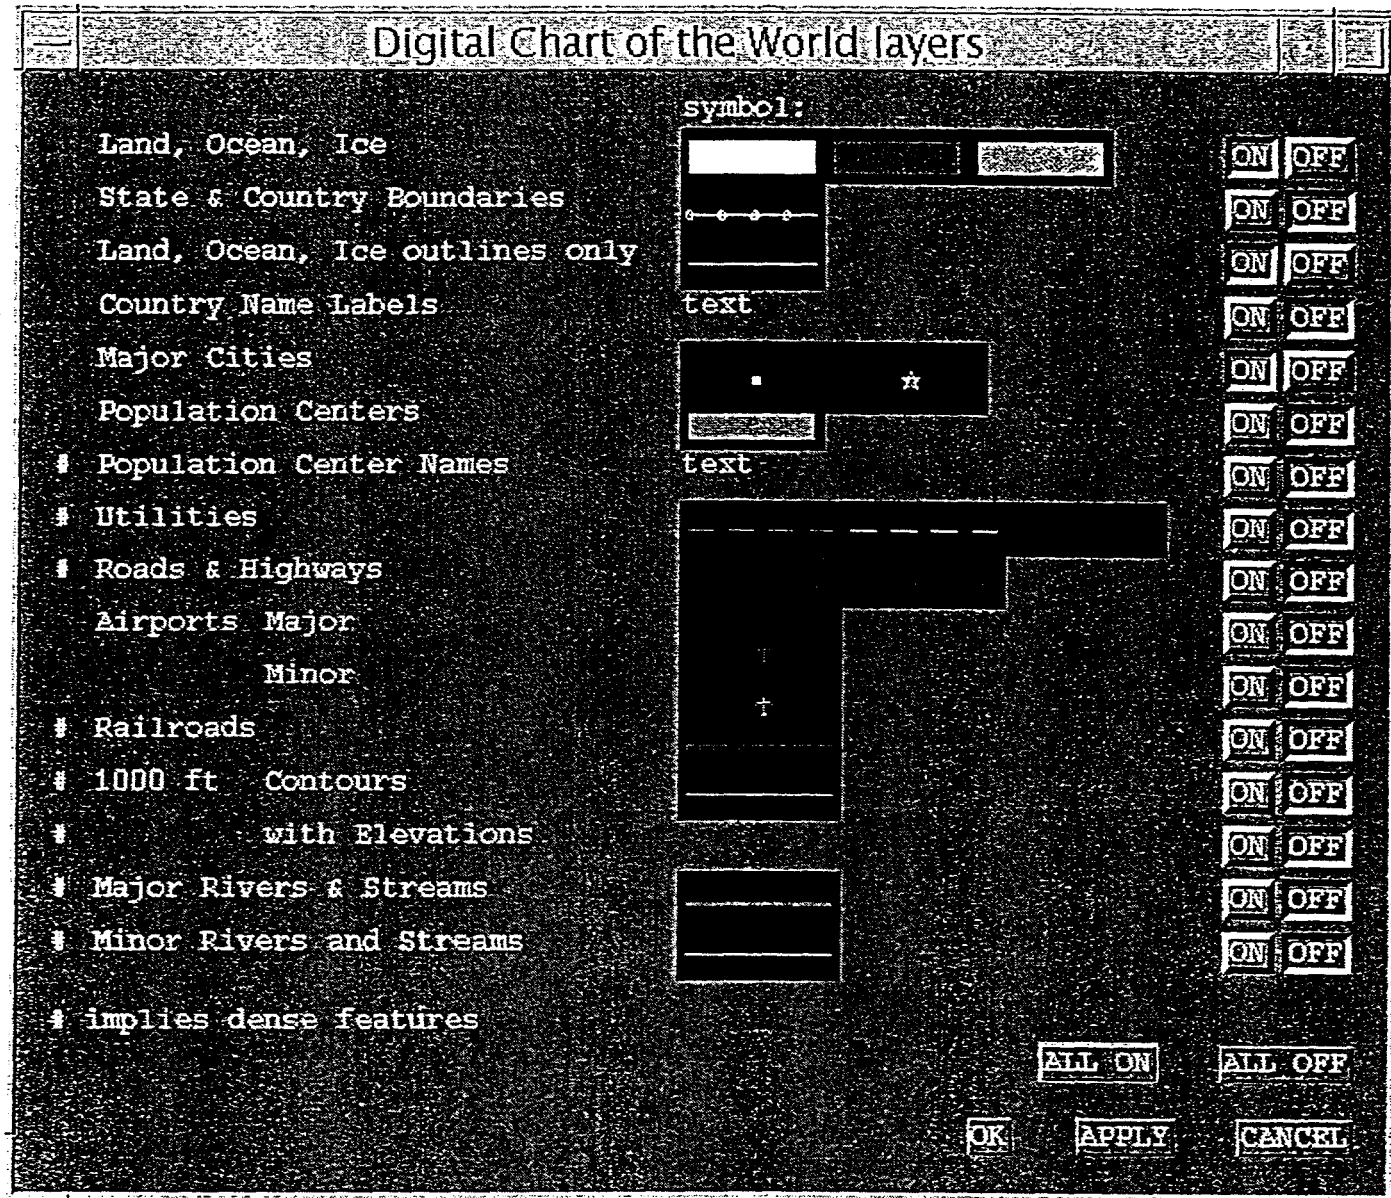 Digital Chart of the World layers
symbol:
Land, Ocean, Ice ON OFF
State & Country Boundaries ON OFF
Land, Ocean, Ice outlines only ON OFF
Country Name Labels text ON OFF
Major Cities ON OFF
Population Centers ON OFF
# Population Center Names text ON OFF
# Utilities ON OFF
# Roads & Highways ON OFF
Airports Major ON OFF
Minor ON OFF
# Railroads ON OFF
# 1000 ft Contours ON OFF
# with Elevations ON OFF
# Major Rivers & Streams ON OFF
# Minor Rivers and Streams ON OFF
# implies dense features
ALL ON ALL OFF
OK APPLY CANCEL